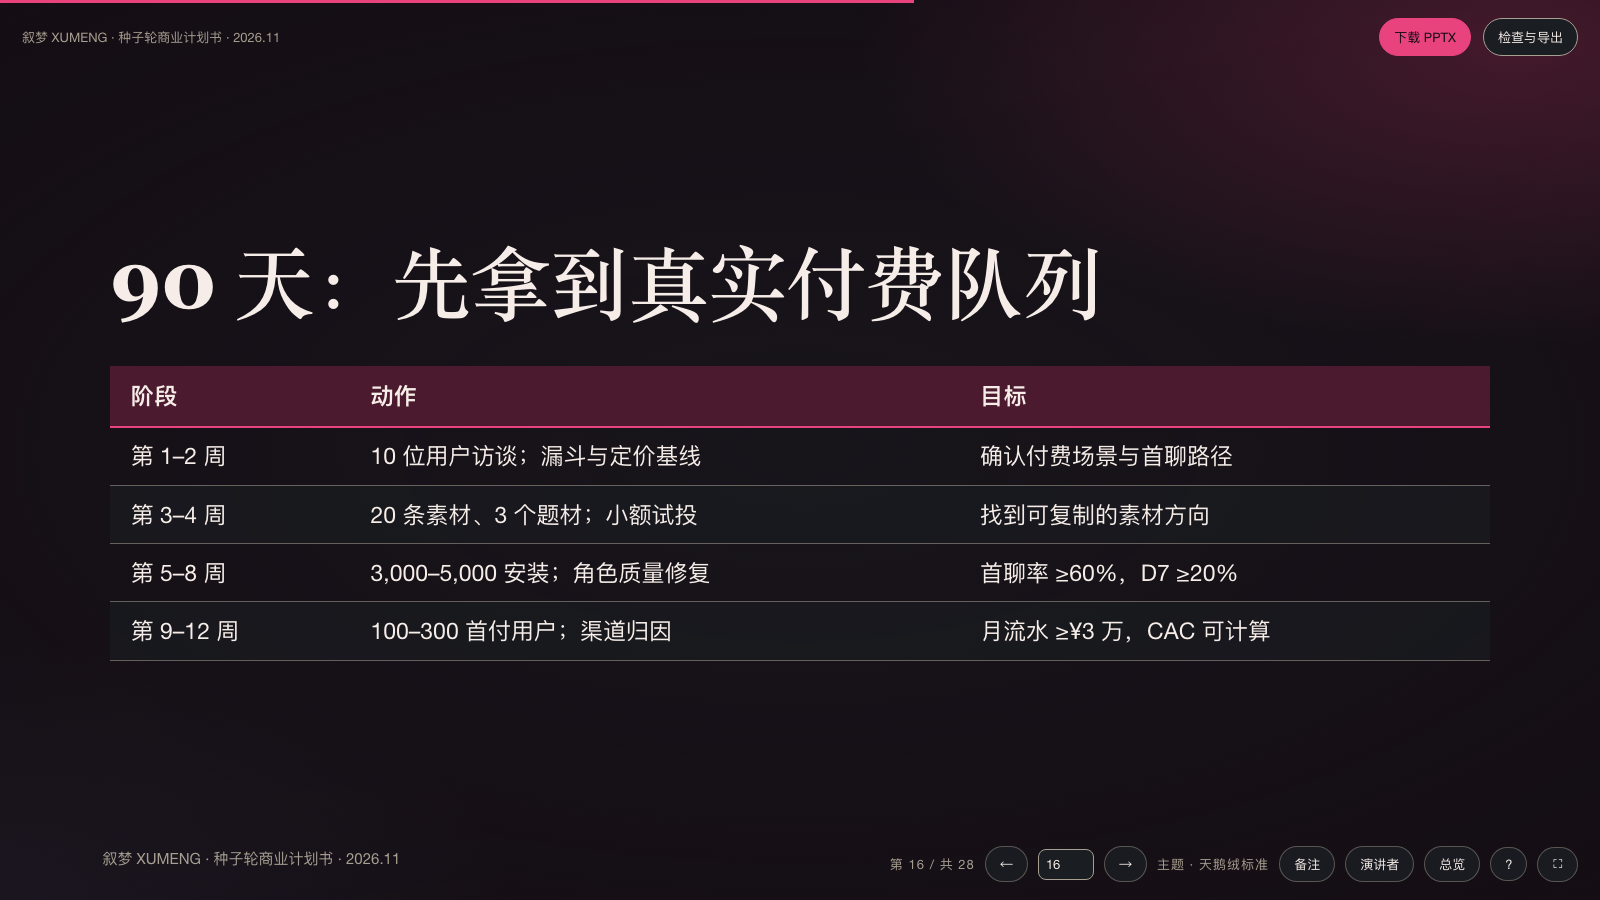 叙梦 XUMENG · 种子轮商业计划书 · 2026.11
下载 PPTX
检查与导出
90 天：先拿到真实付费队列
阶段 动作 目标
第 1–2 周 10 位用户访谈；漏斗与定价基线 确认付费场景与首聊路径
第 3–4 周 20 条素材、3 个题材；小额试投 找到可复制的素材方向
第 5–8 周 3,000–5,000 安装；角色质量修复 首聊率 ≥60%，D7 ≥20%
第 9–12 周 100–300 首付用户；渠道归因 月流水 ≥¥3 万，CAC 可计算
叙梦 XUMENG · 种子轮商业计划书 · 2026.11
第 16 / 共 28 ← 16 → 主题 · 天鹅绒标准 备注 演讲者 总览 ?